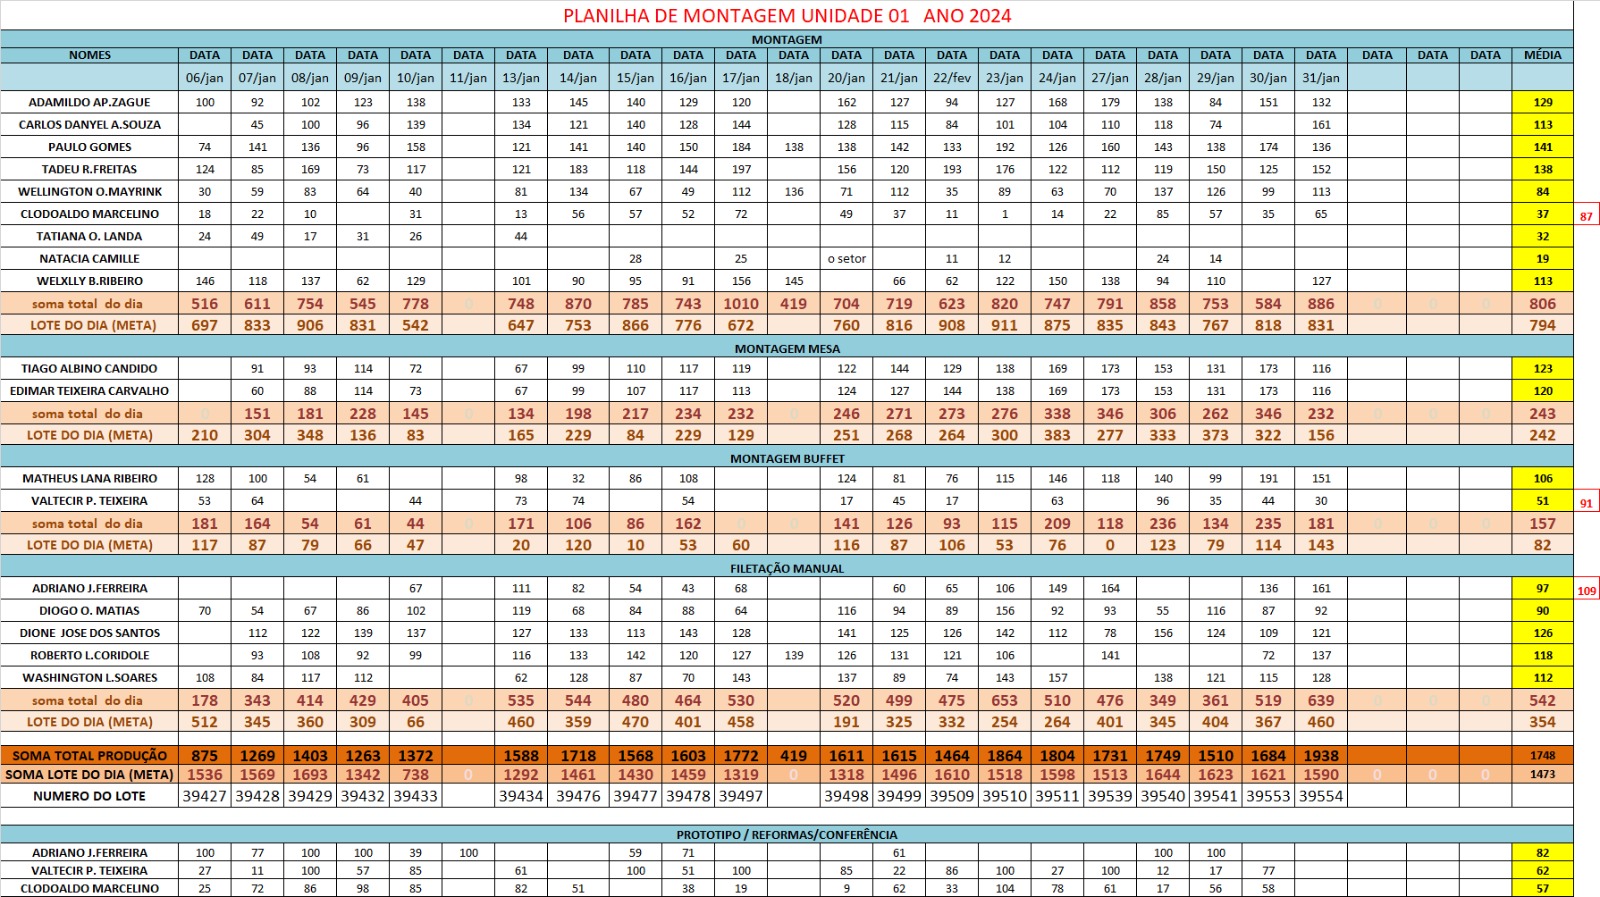 PLANILHA DE MONTAGEM UNIDADE 01 ANO 2024
MONTAGEM
NOMES DATA DATA DATA DATA DATA DATA DATA DATA DATA DATA DATA DATA DATA DATA DATA DATA DATA DATA DATA DATA DATA DATA DATA DATA DATA MÉDIA
06/jan 07/jan 08/jan 09/jan 10/jan 11/jan 13/jan 14/jan 15/jan 16/jan 17/jan 18/jan 20/jan 21/jan 22/fev 23/jan 24/jan 27/jan 28/jan 29/jan 30/jan 31/jan
ADAMILDO AP.ZAGUE 100 92 102 123 138 133 145 140 129 120 162 127 94 127 168 179 138 84 151 132 129
CARLOS DANYEL A.SOUZA 45 100 96 139 134 121 140 128 144 128 115 84 101 104 110 118 74 161 113
PAULO GOMES 74 141 136 96 158 121 141 140 150 184 138 138 142 133 192 126 160 143 138 174 136 141
TADEU R.FREITAS 124 85 169 73 117 121 183 118 144 197 156 120 193 176 122 112 119 150 125 152 138
WELLINGTON O.MAYRINK 30 59 83 64 40 81 134 67 49 112 136 71 112 35 89 63 70 137 126 99 113 84
CLODOALDO MARCELINO 18 22 10 31 13 56 57 52 72 49 37 11 1 14 22 85 57 35 65 37 87
TATIANA O. LANDA 24 49 17 31 26 44 32
NATACIA CAMILLE 28 25 o setor 11 12 24 14 19
WELXLLY B.RIBEIRO 146 118 137 62 129 101 90 95 91 156 145 66 62 122 150 138 94 110 127 113
soma total do dia 516 611 754 545 778 0 748 870 785 743 1010 419 704 719 623 820 747 791 858 753 584 886 0 0 0 806
LOTE DO DIA (META) 697 833 906 831 542 647 753 866 776 672 760 816 908 911 875 835 843 767 818 831 794
MONTAGEM MESA
TIAGO ALBINO CANDIDO 91 93 114 72 67 99 110 117 119 122 144 129 138 169 173 153 131 173 116 123
EDIMAR TEIXEIRA CARVALHO 60 88 114 73 67 99 107 117 113 124 127 144 138 169 173 153 131 173 116 120
soma total do dia 0 151 181 228 145 0 134 198 217 234 232 0 246 271 273 276 338 346 306 262 346 232 0 0 0 243
LOTE DO DIA (META) 210 304 348 136 83 165 229 84 229 129 251 268 264 300 383 277 333 373 322 156 242
MONTAGEM BUFFET
MATHEUS LANA RIBEIRO 128 100 54 61 98 32 86 108 124 81 76 115 146 118 140 99 191 151 106
VALTECIR P. TEIXEIRA 53 64 44 73 74 54 17 45 17 63 96 35 44 30 51 91
soma total do dia 181 164 54 61 44 0 171 106 86 162 0 0 141 126 93 115 209 118 236 134 235 181 0 0 0 157
LOTE DO DIA (META) 117 87 79 66 47 20 120 10 53 60 116 87 106 53 76 0 123 79 114 143 82
FILETAÇÃO MANUAL
ADRIANO J.FERREIRA 67 111 82 54 43 68 60 65 106 149 164 136 161 97 109
DIOGO O. MATIAS 70 54 67 86 102 119 68 84 88 64 116 94 89 156 92 93 55 116 87 92 90
DIONE JOSE DOS SANTOS 112 122 139 137 127 133 113 143 128 141 125 126 142 112 78 156 124 109 121 126
ROBERTO L.CORIDOLE 93 108 92 99 116 133 142 120 127 139 126 131 121 106 141 72 137 118
WASHINGTON L.SOARES 108 84 117 112 62 128 87 70 143 137 89 74 143 157 138 121 115 128 112
soma total do dia 178 343 414 429 405 0 535 544 480 464 530 520 499 475 653 510 476 349 361 519 639 0 0 0 542
LOTE DO DIA (META) 512 345 360 309 66 460 359 470 401 458 191 325 332 254 264 401 345 404 367 460 354
SOMA TOTAL PRODUÇÃO 875 1269 1403 1263 1372 1588 1718 1568 1603 1772 419 1611 1615 1464 1864 1804 1731 1749 1510 1684 1938 1748
SOMA LOTE DO DIA (META) 1536 1569 1693 1342 738 0 1292 1461 1430 1459 1319 0 1318 1496 1610 1518 1598 1513 1644 1623 1621 1590 0 0 0 1473
NUMERO DO LOTE 39427 39428 39429 39432 39433 39434 39476 39477 39478 39497 39498 39499 39509 39510 39511 39539 39540 39541 39553 39554
PROTOTIPO / REFORMAS/CONFERÊNCIA
ADRIANO J.FERREIRA 100 77 100 100 39 100 59 71 61 100 100 82
VALTECIR P. TEIXEIRA 27 11 100 57 85 61 100 51 100 85 22 86 100 27 100 12 17 77 62
CLODOALDO MARCELINO 25 72 86 98 85 82 51 38 19 9 62 33 104 78 61 17 56 58 57